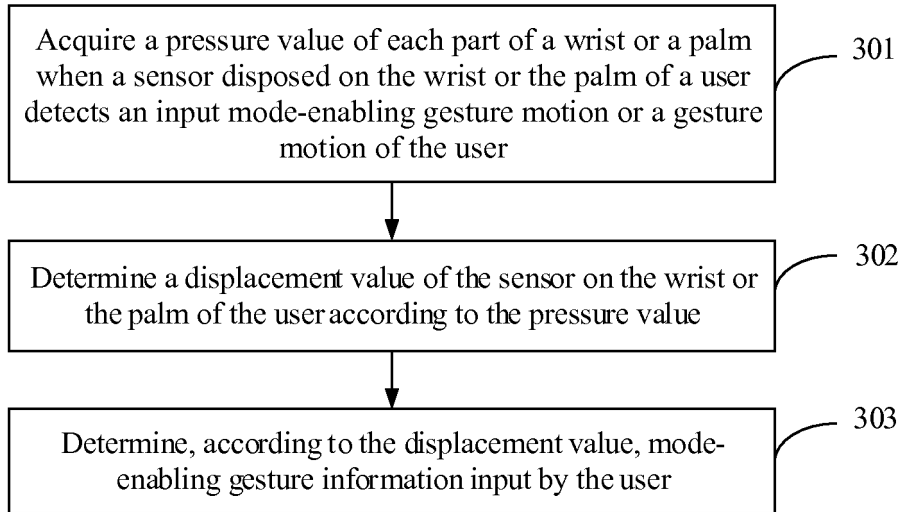 Acquire a pressure value of each part of a wrist or a palm
when a sensor disposed on the wrist or the palm of a user
detects an input mode-enabling gesture motion or a gesture
motion of the user
301
Determine a displacement value of the sensor on the wrist or
the palm of the user according to the pressure value
302
Determine, according to the displacement value, mode-
enabling gesture information input by the user
303